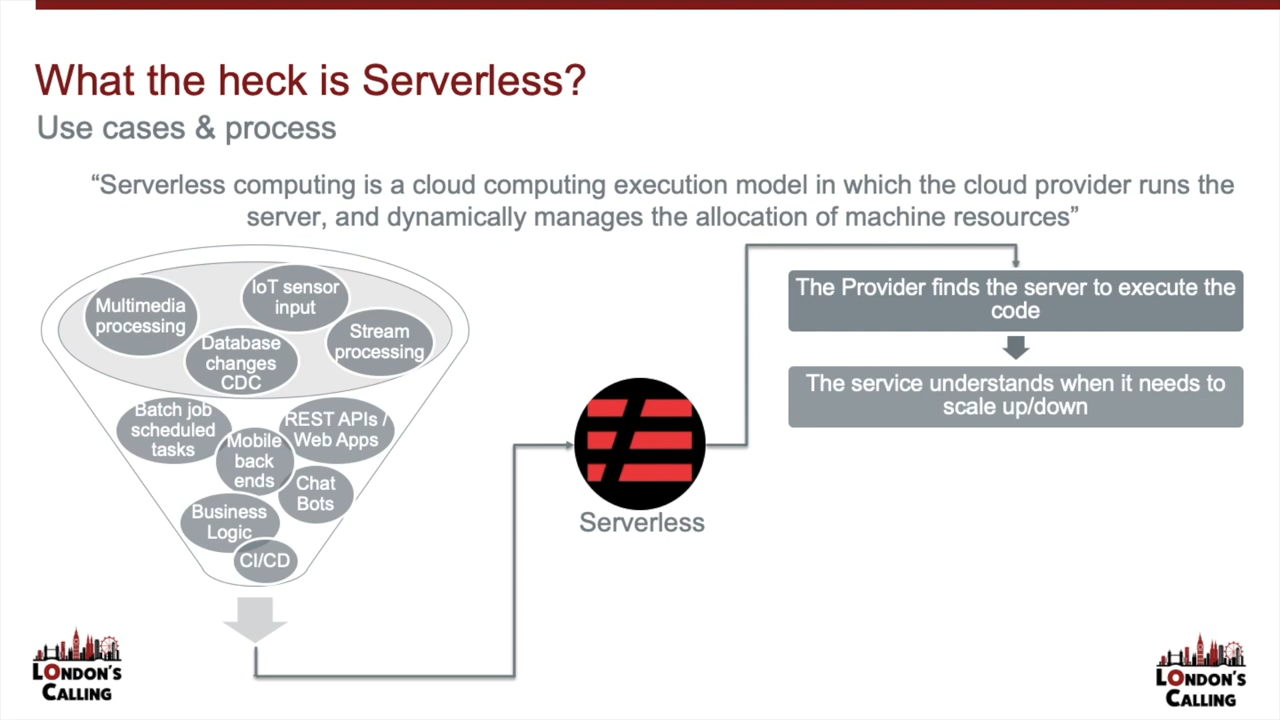 What the heck is Serverless?
Use cases & process
“Serverless computing is a cloud computing execution model in which the cloud provider runs the
server, and dynamically manages the allocation of machine resources”
Multimedia
processing
IoT sensor
input
Database
changes
CDC
Stream
processing
Batch job
scheduled
tasks
REST APIs /
Web Apps
Mobile
back
ends
Chat
Bots
Business
Logic
CI/CD
Serverless
The Provider finds the server to execute the
code
The service understands when it needs to
scale up/down
LONDON'S
CALLING
LONDON'S
CALLING